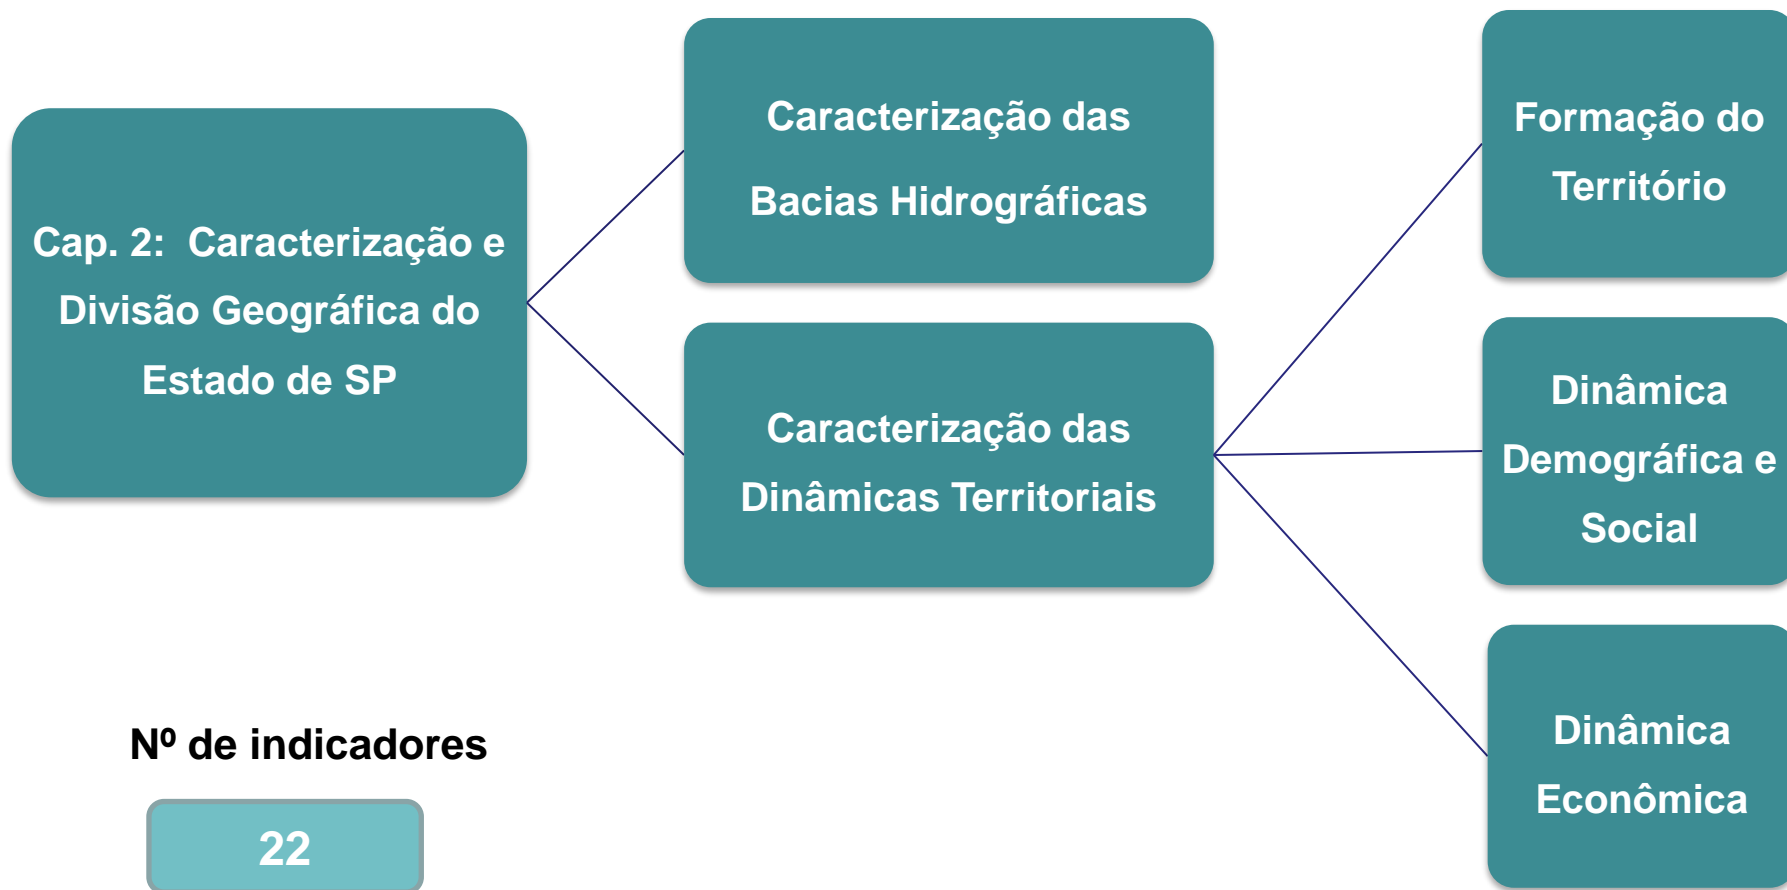 Cap. 2:  Caracterização e
Divisão Geográfica do
Estado de SP
Caracterização das
Bacias Hidrográficas
Caracterização das
Dinâmicas Territoriais
Formação do
Território
Dinâmica
Demográfica e
Social
Dinâmica
Econômica
Nº de indicadores
22